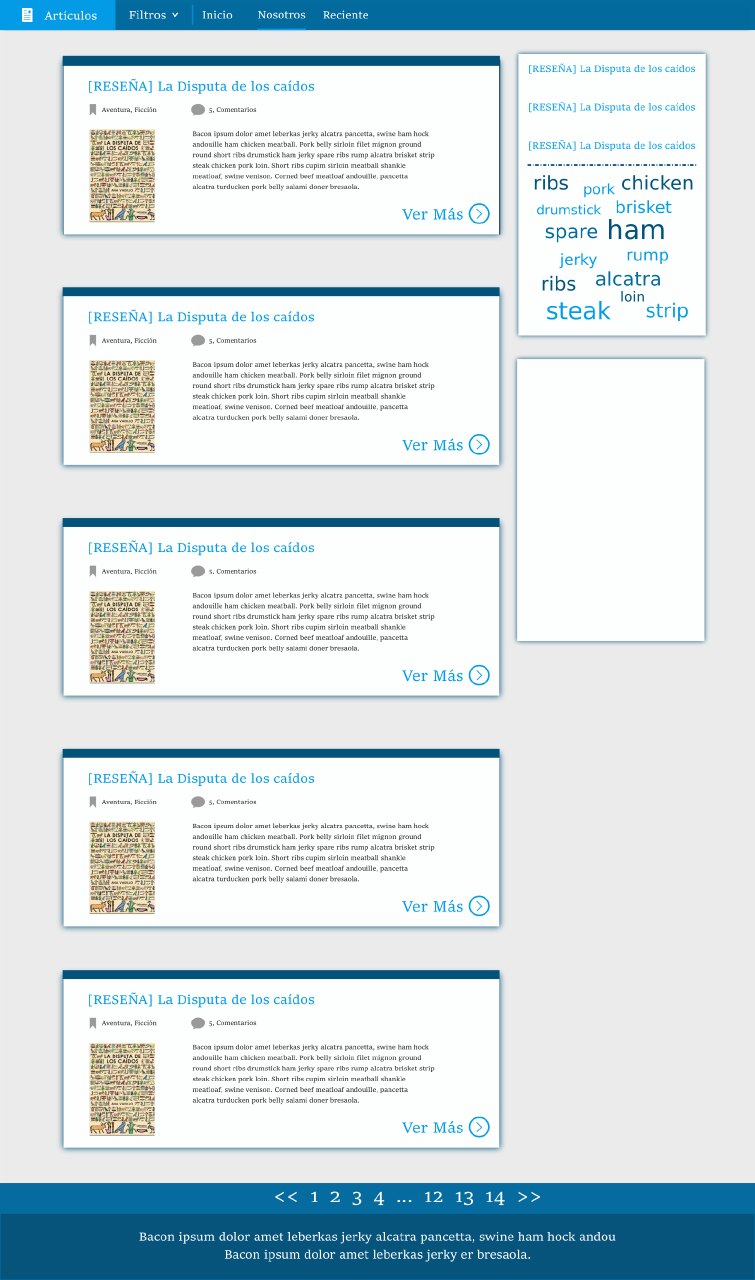 Artículos
Filtros
Inicio
Nosotros
Reciente
[RESEÑA] La Disputa de los caídos
Aventura, Ficción
5, Comentarios
LA DISPUTA DE
LOS CAÍDOS
Bacon ipsum dolor amet leberkas jerky alcatra pancetta, swine ham hock
andouille ham chicken meatball. Pork belly sirloin filet mignon ground
round short ribs drumstick ham jerky spare ribs rump alcatra brisket strip
steak chicken pork loin. Short ribs cupim sirloin meatball shankle
meatloaf, swine venison. Corned beef meatloaf andouille, pancetta
alcatra turducken pork belly salami doner bresaola.
Ver Más
[RESEÑA] La Disputa de los caídos
Aventura, Ficción
5, Comentarios
LA DISPUTA DE
LOS CAÍDOS
Bacon ipsum dolor amet leberkas jerky alcatra pancetta, swine ham hock
andouille ham chicken meatball. Pork belly sirloin filet mignon ground
round short ribs drumstick ham jerky spare ribs rump alcatra brisket strip
steak chicken pork loin. Short ribs cupim sirloin meatball shankle
meatloaf, swine venison. Corned beef meatloaf andouille, pancetta
alcatra turducken pork belly salami doner bresaola.
Ver Más
[RESEÑA] La Disputa de los caídos
Aventura, Ficción
5, Comentarios
LA DISPUTA DE
LOS CAÍDOS
Bacon ipsum dolor amet leberkas jerky alcatra pancetta, swine ham hock
andouille ham chicken meatball. Pork belly sirloin filet mignon ground
round short ribs drumstick ham jerky spare ribs rump alcatra brisket strip
steak chicken pork loin. Short ribs cupim sirloin meatball shankle
meatloaf, swine venison. Corned beef meatloaf andouille, pancetta
alcatra turducken pork belly salami doner bresaola.
Ver Más
[RESEÑA] La Disputa de los caídos
Aventura, Ficción
5, Comentarios
LA DISPUTA DE
LOS CAÍDOS
Bacon ipsum dolor amet leberkas jerky alcatra pancetta, swine ham hock
andouille ham chicken meatball. Pork belly sirloin filet mignon ground
round short ribs drumstick ham jerky spare ribs rump alcatra brisket strip
steak chicken pork loin. Short ribs cupim sirloin meatball shankle
meatloaf, swine venison. Corned beef meatloaf andouille, pancetta
alcatra turducken pork belly salami doner bresaola.
Ver Más
[RESEÑA] La Disputa de los caídos
Aventura, Ficción
5, Comentarios
LA DISPUTA DE
LOS CAÍDOS
Bacon ipsum dolor amet leberkas jerky alcatra pancetta, swine ham hock
andouille ham chicken meatball. Pork belly sirloin filet mignon ground
round short ribs drumstick ham jerky spare ribs rump alcatra brisket strip
steak chicken pork loin. Short ribs cupim sirloin meatball shankle
meatloaf, swine venison. Corned beef meatloaf andouille, pancetta
alcatra turducken pork belly salami doner bresaola.
Ver Más
[RESEÑA] La Disputa de los caídos
[RESEÑA] La Disputa de los caídos
[RESEÑA] La Disputa de los caídos
ribs pork chicken
drumstick brisket
spare ham
jerky rump
ribs alcatra
loin
steak strip
<< 1 2 3 4 ... 12 13 14 >>
Bacon ipsum dolor amet leberkas jerky alcatra pancetta, swine ham hock andou
Bacon ipsum dolor amet leberkas jerky er bresaola.